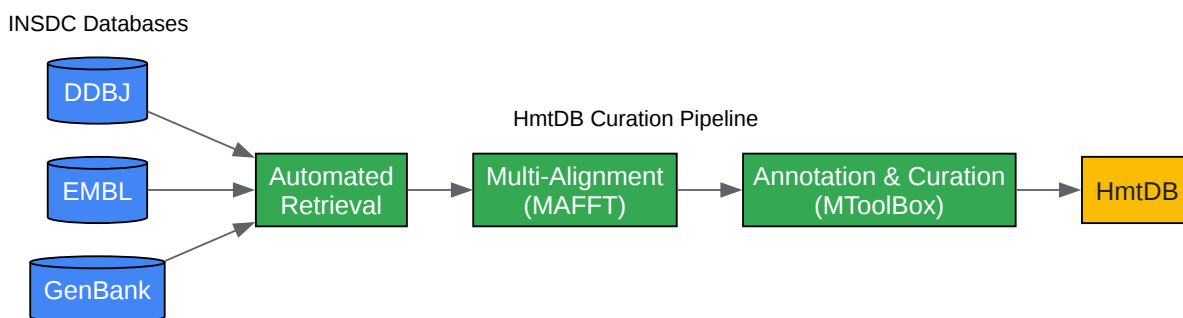 INSDC Databases
DDBJ
EMBL
GenBank
HmtDB Curation Pipeline
Automated
Retrieval
Multi-Alignment
(MAFFT)
Annotation & Curation
(MToolBox)
HmtDB